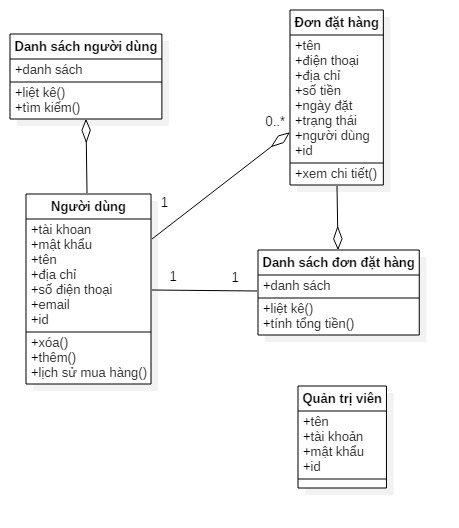 Danh sách người dùng
+danh sách
+liệt kê()
+tìm kiếm()
Đơn đặt hàng
+tên
+điện thoại
+địa chỉ
+số tiền
+ngày đặt
+trạng thái
+người dùng
+id
+xem chi tiết()
0..*
1
Người dùng
+tài khoan
+mật khẩu
+tên
+địa chỉ
+số điện thoại
+email
+id
+xóa()
+thêm()
+lịch sử mua hàng()
1
1
Danh sách đơn đặt hàng
+danh sách
+liệt kê()
+tính tổng tiền()
Quản trị viên
+tên
+tài khoản
+mật khẩu
+id